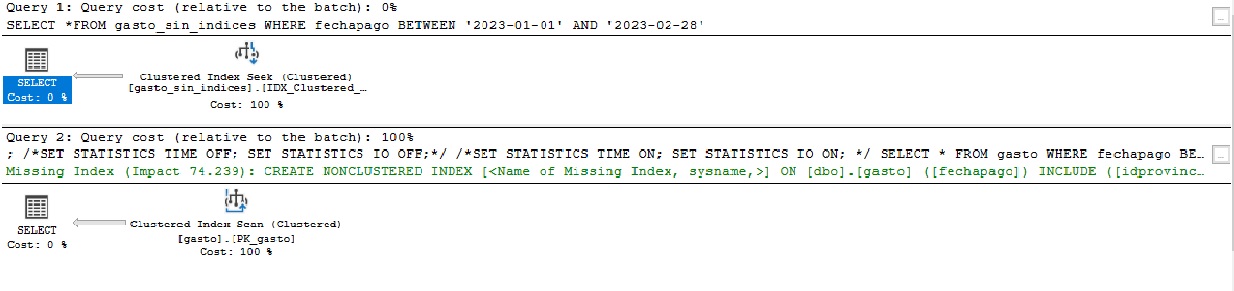 Query 1: Query cost (relative to the batch): 0%
SELECT *FROM gasto_sin_indices WHERE fechapago BETWEEN '2023-01-01' AND '2023-02-28'
SELECT
Cost: 0 %
Clustered Index Seek (Clustered)
[gasto_sin_indices].[IDX_Clustered_…
Cost: 100 %
Query 2: Query cost (relative to the batch): 100%
; /*SET STATISTICS TIME OFF; SET STATISTICS IO OFF;*/ /*SET STATISTICS TIME ON; SET STATISTICS IO ON; */ SELECT * FROM gasto WHERE fechapago BE…
Missing Index (Impact 74.239): CREATE NONCLUSTERED INDEX [<Name of Missing Index, sysname,>] ON [dbo].[gasto] ([fechapago]) INCLUDE ([idprovinc…
SELECT
Cost: 0 %
Clustered Index Scan (Clustered)
[gasto].[PK_gasto]
Cost: 100 %